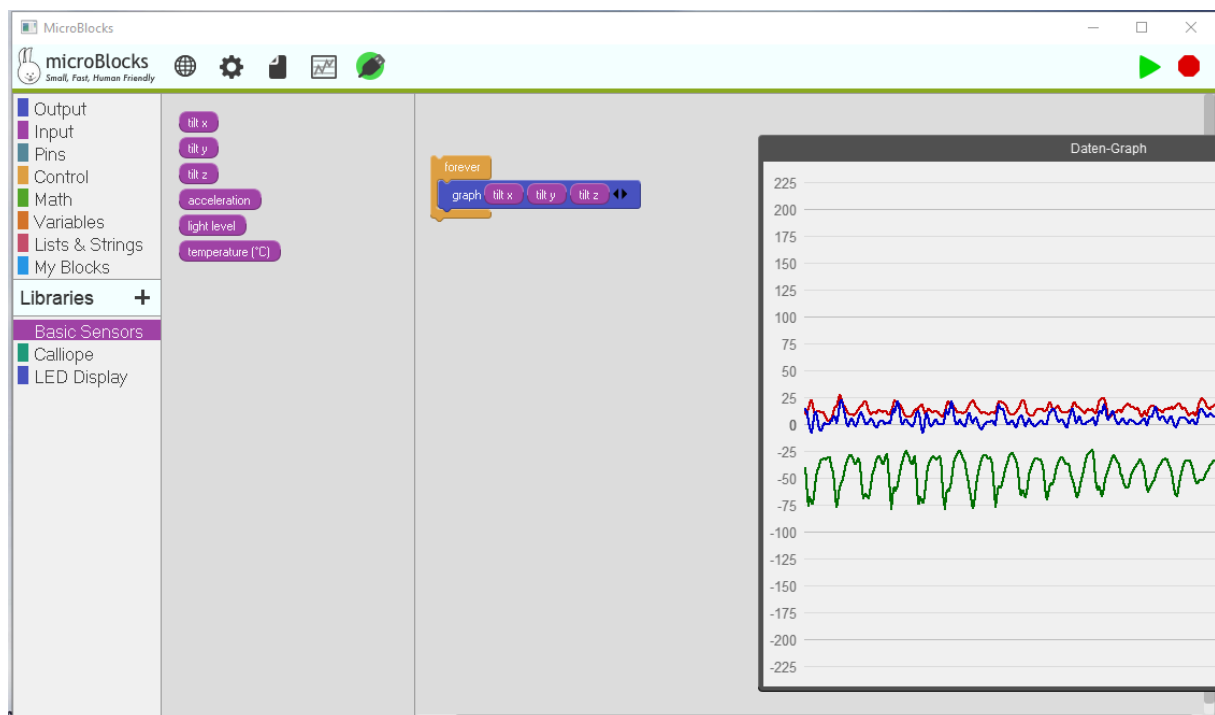 MicroBlocks
microBlocks
Small, Fast, Human Friendly
Output
Input
Pins
Control
Math
Variables
Lists & Strings
My Blocks
Libraries +
Basic Sensors
Calliope
LED Display
tilt x
tilt y
tilt z
acceleration
light level
temperature (°C)
forever
graph tilt x tilt y tilt z
Daten-Graph
225
200
175
150
125
100
75
50
25
0
-25
-50
-75
-100
-125
-150
-175
-200
-225